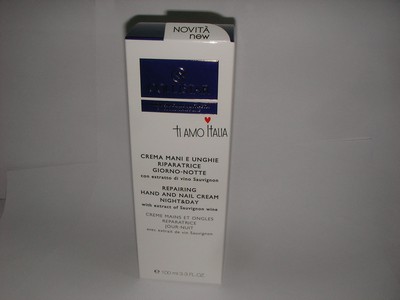 NOVITÀ
new
Ti AMO ITALIA
CREMA MANI E UNGHIE
RIPARATRICE
GIORNO-NOTTE
con estratto di vino Sauvignon
REPAIRING
HAND AND NAIL CREAM
NIGHT&DAY
with extract of Sauvignon wine
CREME MAINS ET ONGLES
REPARATRICE
JOUR-NUIT
avec extrait de vin Sauvignon